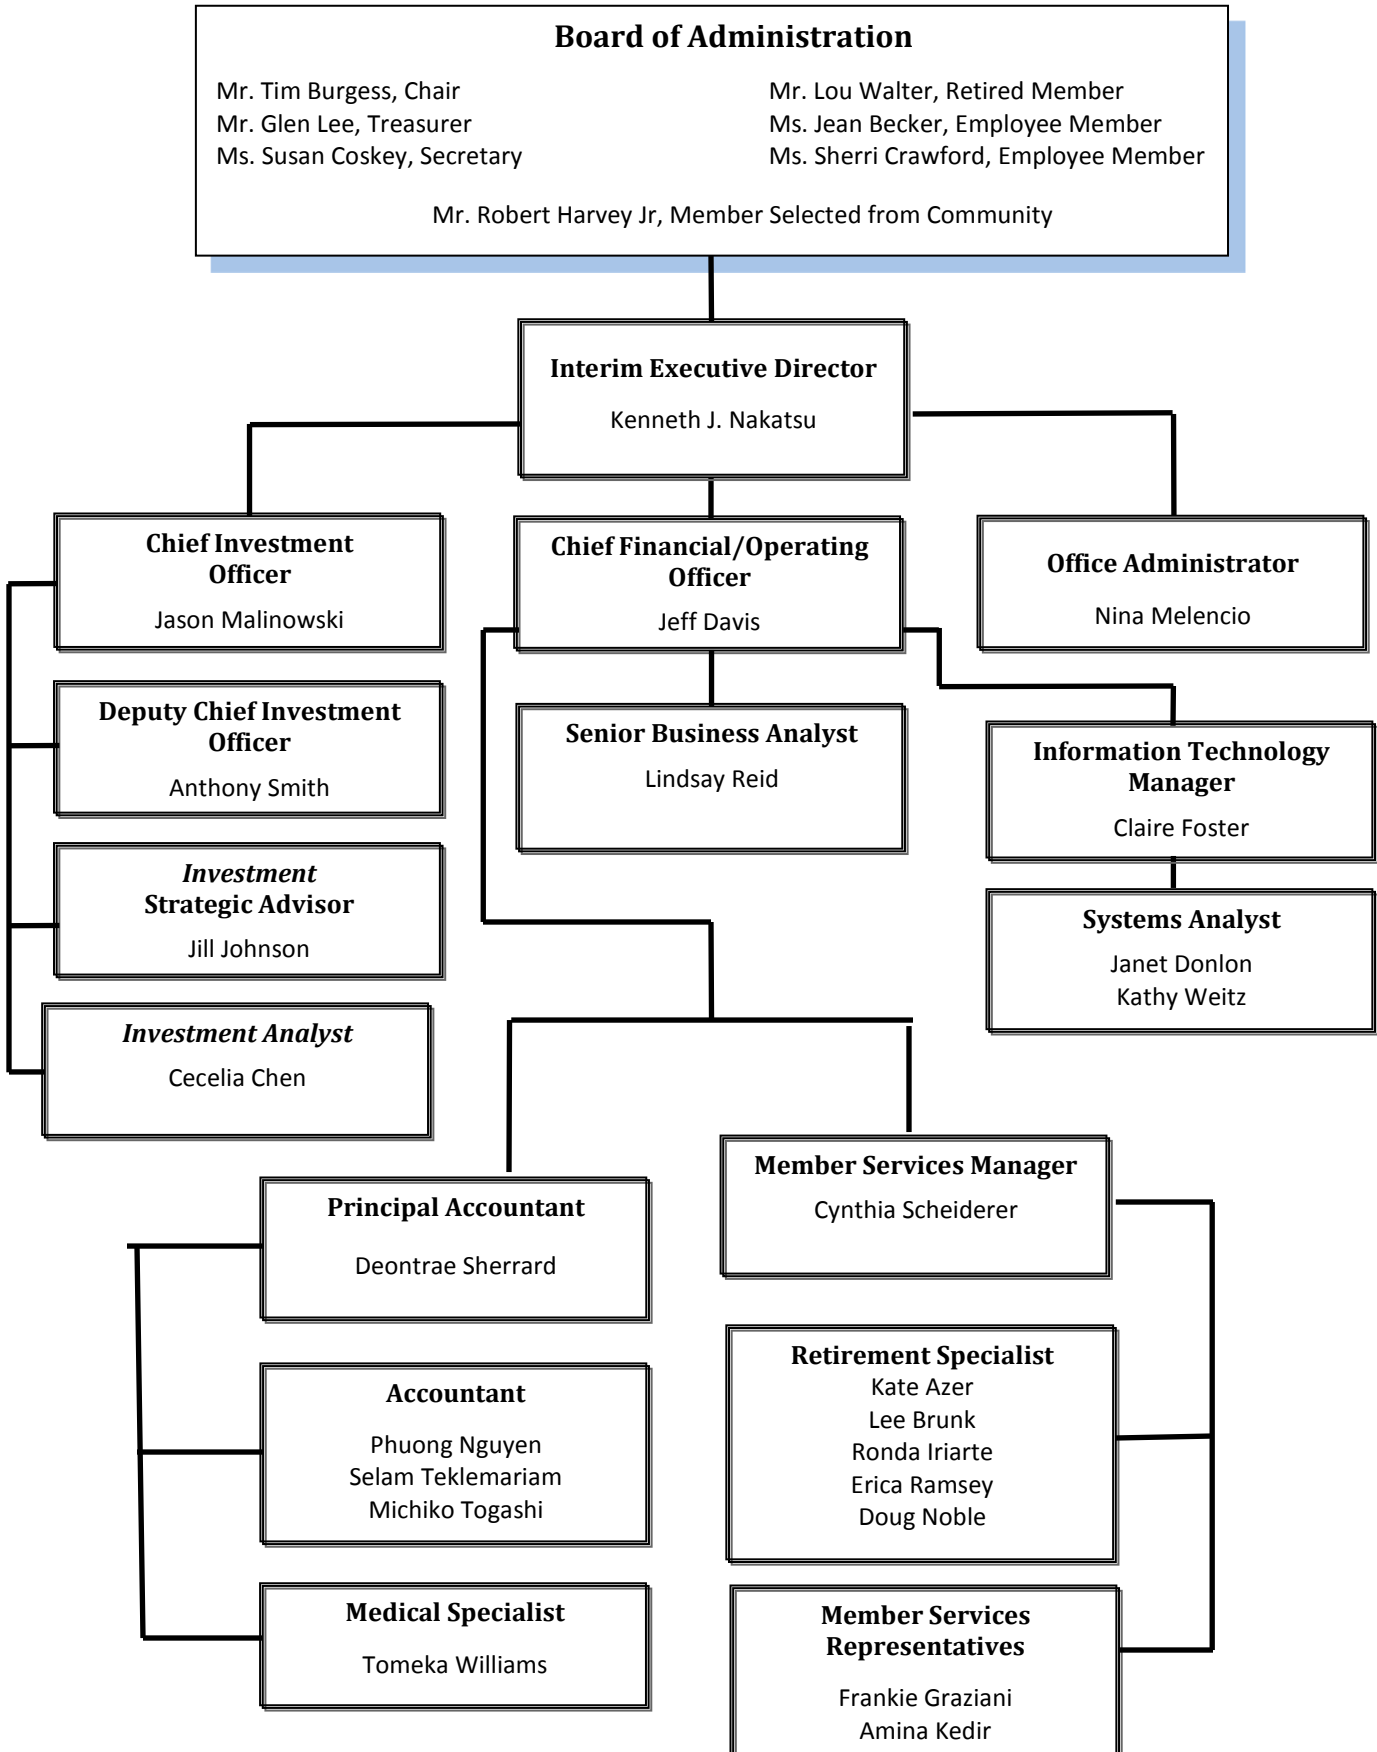 Board of Administration
Mr. Tim Burgess, Chair
Mr. Lou Walter, Retired Member
Mr. Glen Lee, Treasurer
Ms. Jean Becker, Employee Member
Ms. Susan Coskey, Secretary
Ms. Sherri Crawford, Employee Member
Mr. Robert Harvey Jr, Member Selected from Community
Interim Executive Director
Kenneth J. Nakatsu
Chief Investment
Officer
Jason Malinowski
Chief Financial/Operating
Officer
Jeff Davis
Office Administrator
Nina Melencio
Deputy Chief Investment
Officer
Anthony Smith
Senior Business Analyst
Lindsay Reid
Information Technology
Manager
Claire Foster
Investment
Strategic Advisor
Jill Johnson
Systems Analyst
Janet Donlon
Kathy Weitz
Investment Analyst
Cecelia Chen
Principal Accountant
Deontrae Sherrard
Member Services Manager
Cynthia Scheiderer
Accountant
Phuong Nguyen
Selam Teklemariam
Michiko Togashi
Retirement Specialist
Kate Azer
Lee Brunk
Ronda Iriarte
Erica Ramsey
Doug Noble
Medical Specialist
Tomeka Williams
Member Services
Representatives
Frankie Graziani
Amina Kedir